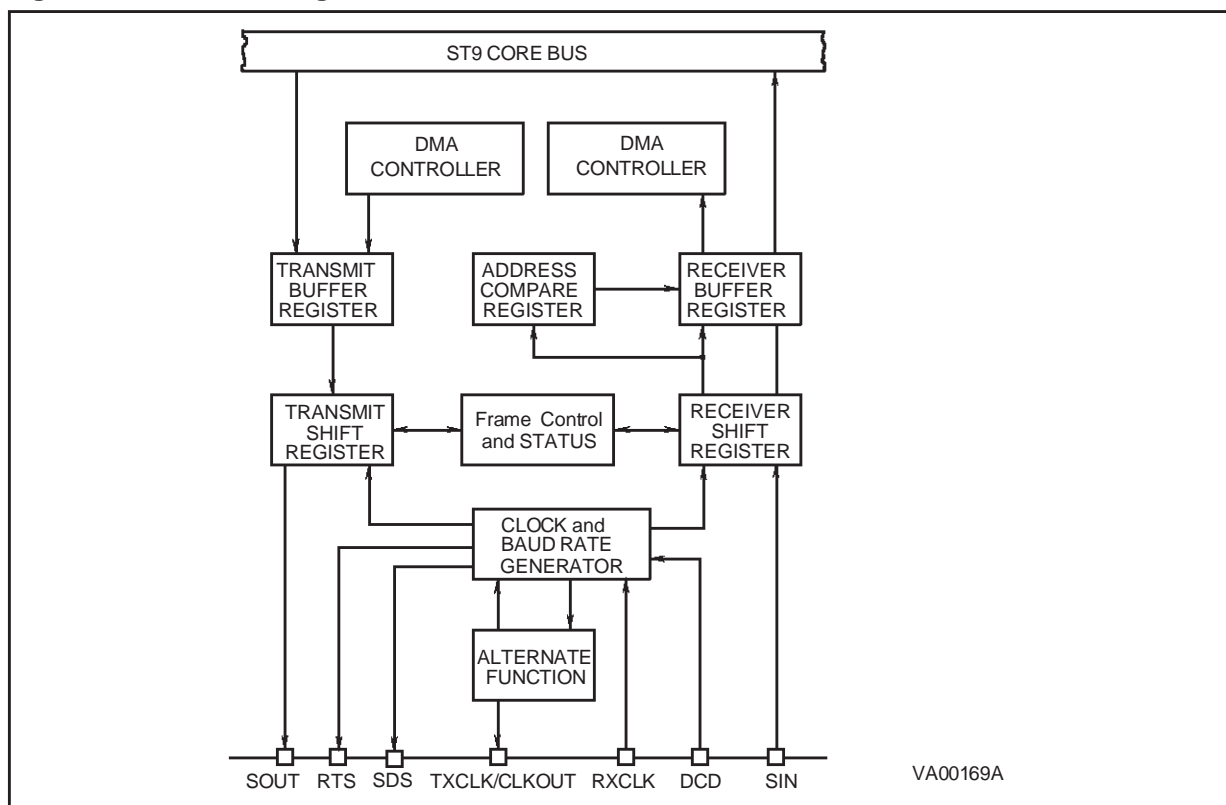 ST9 CORE BUS
DMA
CONTROLLER
DMA
CONTROLLER
TRANSMIT
BUFFER
REGISTER
ADDRESS
COMPARE
REGISTER
RECEIVER
BUFFER
REGISTER
TRANSMIT
SHIFT
REGISTER
Frame Control
and STATUS
RECEIVER
SHIFT
REGISTER
CLOCK and
BAUD RATE
GENERATOR
ALTERNATE
FUNCTION
SOUT RTS SDS TXCLK/CLKOUT RXCLK DCD SIN
VA00169A